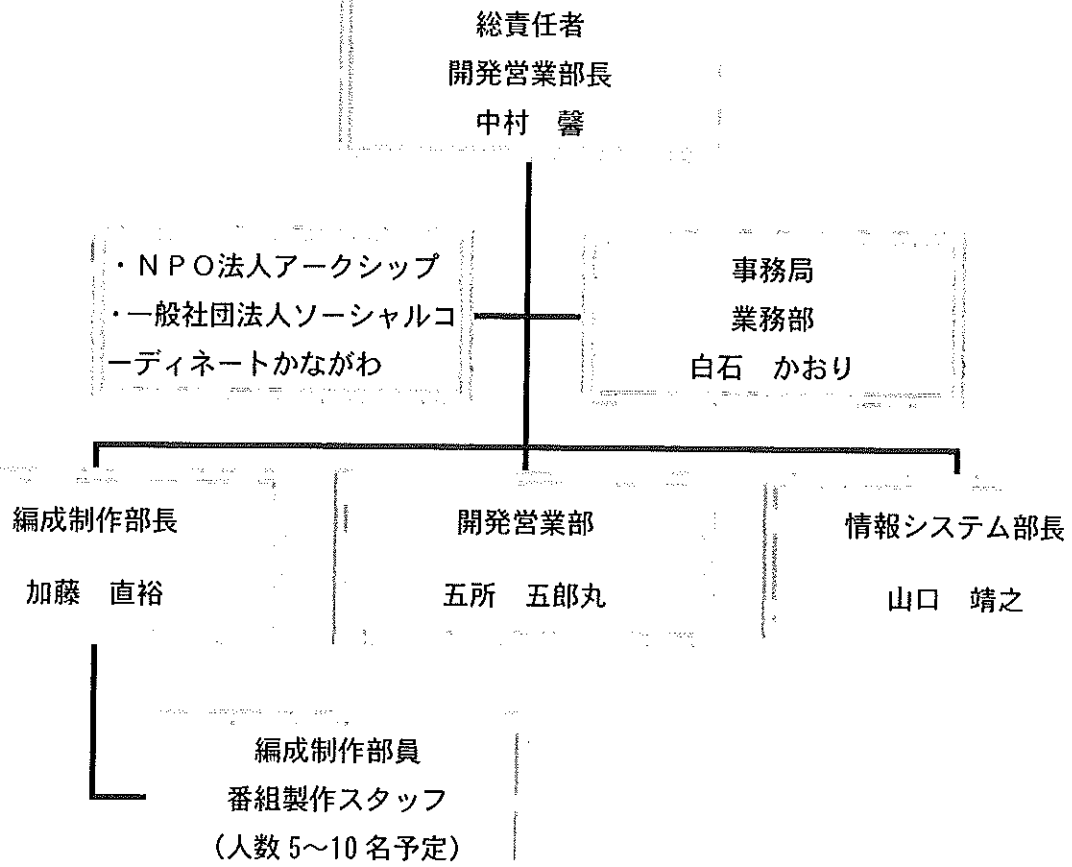 総責任者
開発営業部長
中村　馨
・ＮＰＯ法人アークシップ
・一般社団法人ソーシャルコ
ーディネートかながわ
事務局
業務部
白石　かおり
編成制作部長
加藤　直裕
開発営業部
五所　五郎丸
情報システム部長
山口　靖之
編成制作部員
番組製作スタッフ
（人数 5～10 名予定）